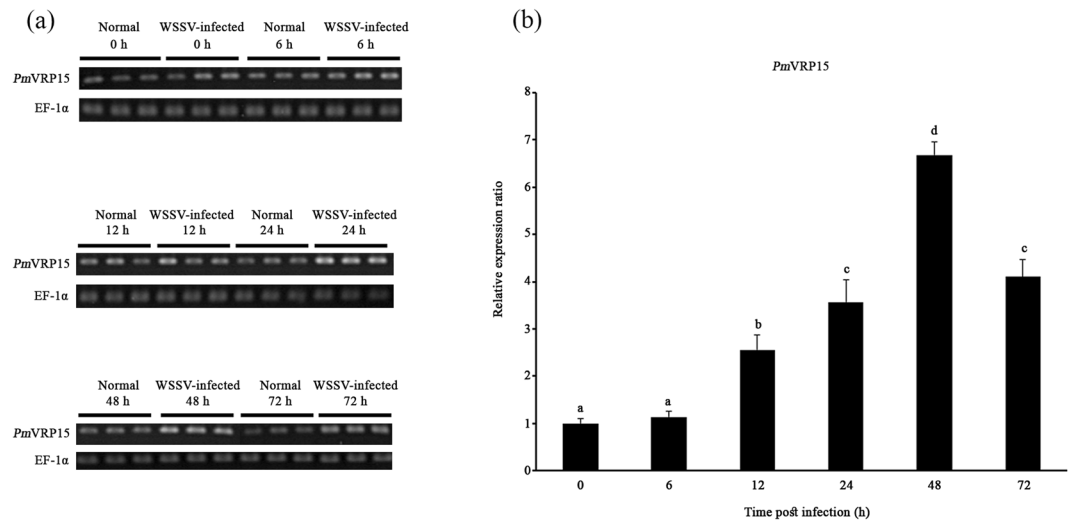 (a)
Normal WSSV-infected Normal WSSV-infected
0 h 0 h 6 h 6 h
PmVRP15
EF-1α
Normal WSSV-infected Normal WSSV-infected
12 h 12 h 24 h 24 h
PmVRP15
EF-1α
Normal WSSV-infected Normal WSSV-infected
48 h 48 h 72 h 72 h
PmVRP15
EF-1α
(b)
PmVRP15
Relative expression ratio
8
7
6
5
4
3
2
1
0
a a b c d c
0 6 12 24 48 72
Time post infection (h)